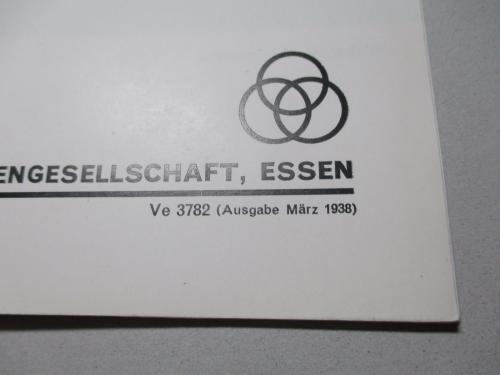 ENGESELLSCHAFT, ESSEN
Ve 3782 (Ausgabe März 1938)